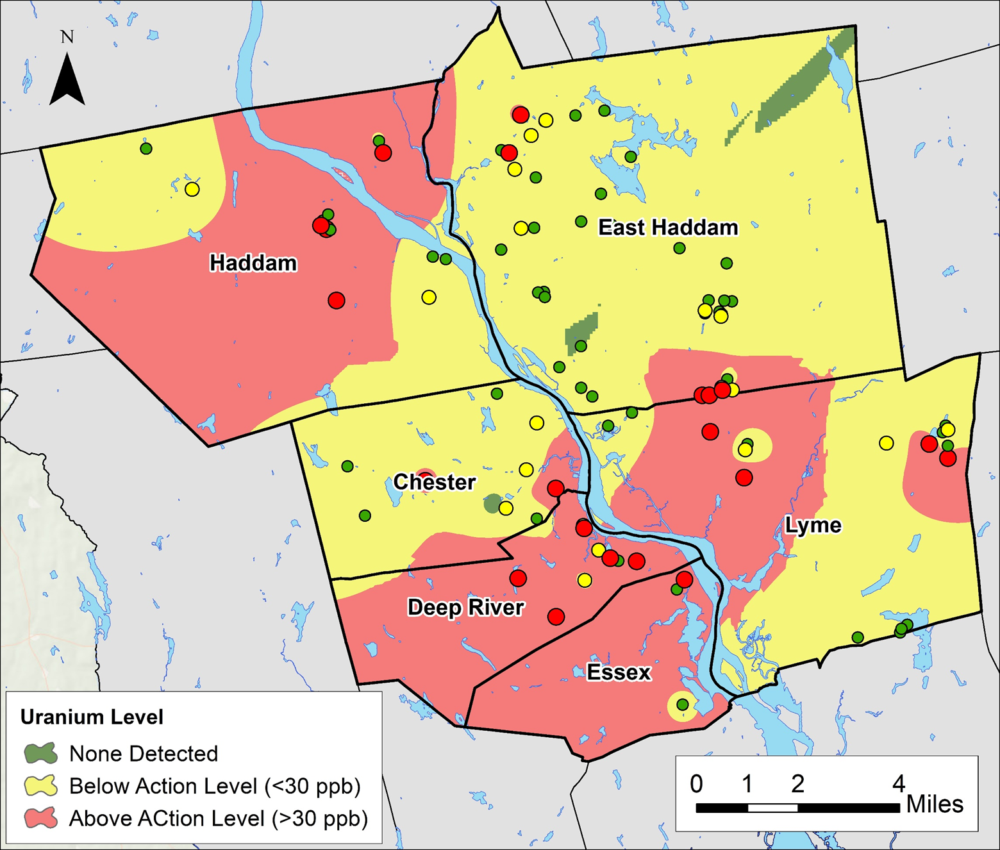 N
East Haddam
Haddam
Chester
Lyme
Deep River
Essex
Uranium Level
None Detected
Below Action Level (<30 ppb)
Above ACtion Level (>30 ppb)
0 1 2 4
Miles